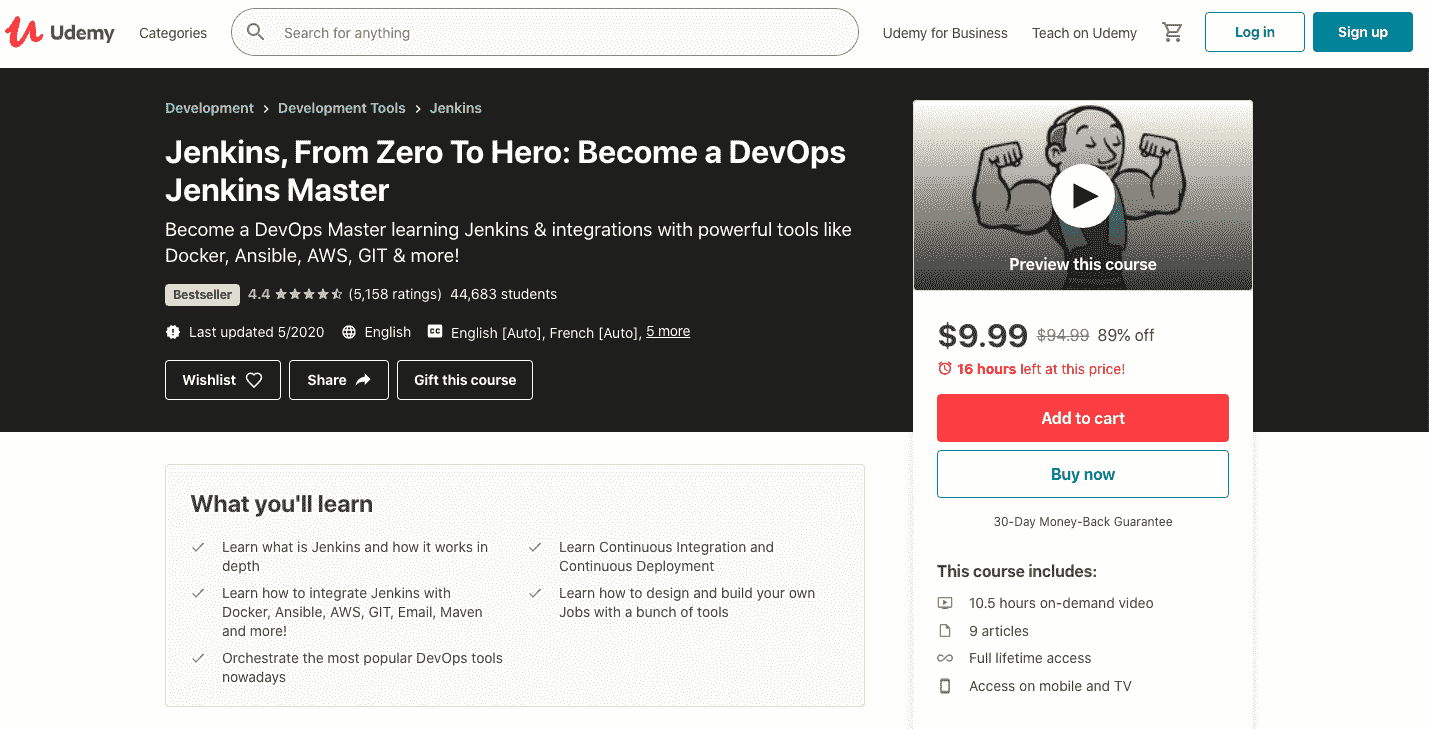 Udemy
Categories
Search for anything
Udemy for Business
Teach on Udemy
Log in
Sign up
Development > Development Tools > Jenkins
Jenkins, From Zero To Hero: Become a DevOps
Jenkins Master
Become a DevOps Master learning Jenkins & integrations with powerful tools like
Docker, Ansible, AWS, GIT & more!
Bestseller 4.4 (5,158 ratings) 44,683 students
Last updated 5/2020 English CC English [Auto], French [Auto], 5 more
Wishlist
Share
Gift this course
Preview this course
$9.99 $94.99 89% off
16 hours left at this price!
Add to cart
Buy now
30-Day Money-Back Guarantee
This course includes:
10.5 hours on-demand video
9 articles
Full lifetime access
Access on mobile and TV
What you'll learn
Learn what is Jenkins and how it works in
depth
Learn how to integrate Jenkins with
Docker, Ansible, AWS, GIT, Email, Maven
and more!
Orchestrate the most popular DevOps tools
nowadays
Learn Continuous Integration and
Continuous Deployment
Learn how to design and build your own
Jobs with a bunch of tools